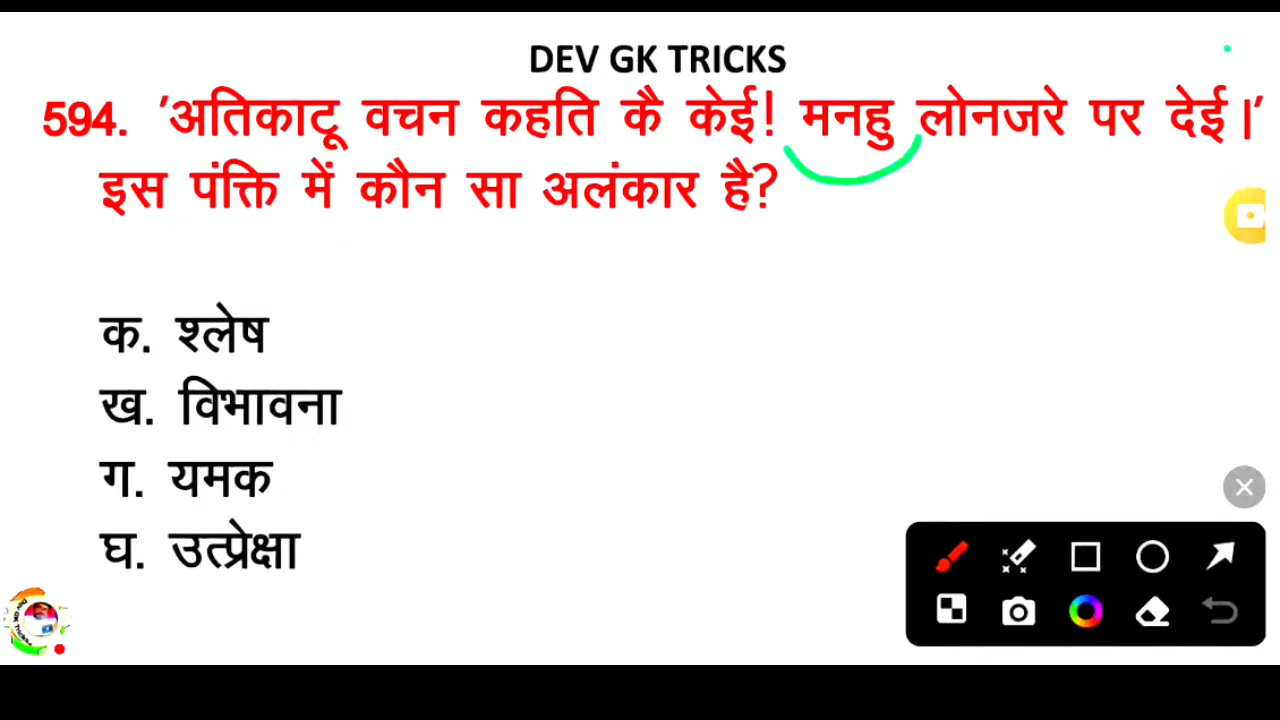 DEV GK TRICKS
594. 'अतिकाटू वचन कहति कै केई! मनहु लोनजरे पर देई।'
इस पंक्ति में कौन सा अलंकार है?
क. श्लेष
ख. विभावना
ग. यमक
घ. उत्प्रेक्षा